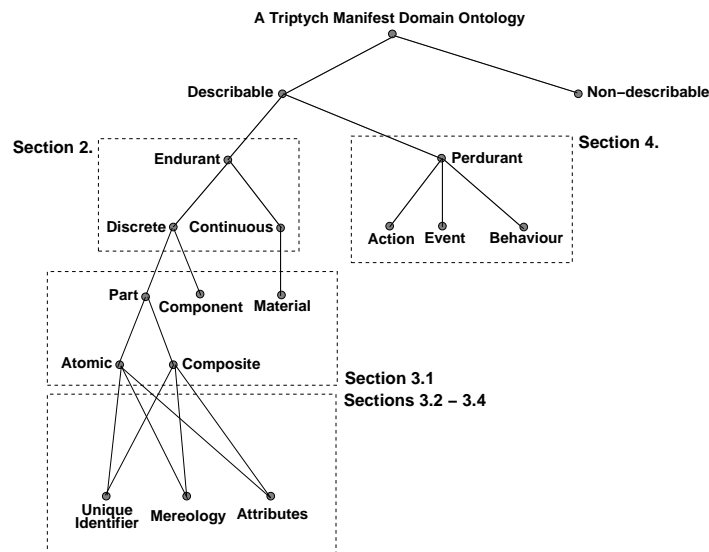 A Triptych Manifest Domain Ontology
Describable
Non−describable
Section 2.
Endurant
Perdurant
Section 4.
Discrete
Continuous
Action
Event
Behaviour
Part
Component
Material
Atomic
Composite
Section 3.1
Sections 3.2 − 3.4
Unique
Identifier
Mereology
Attributes